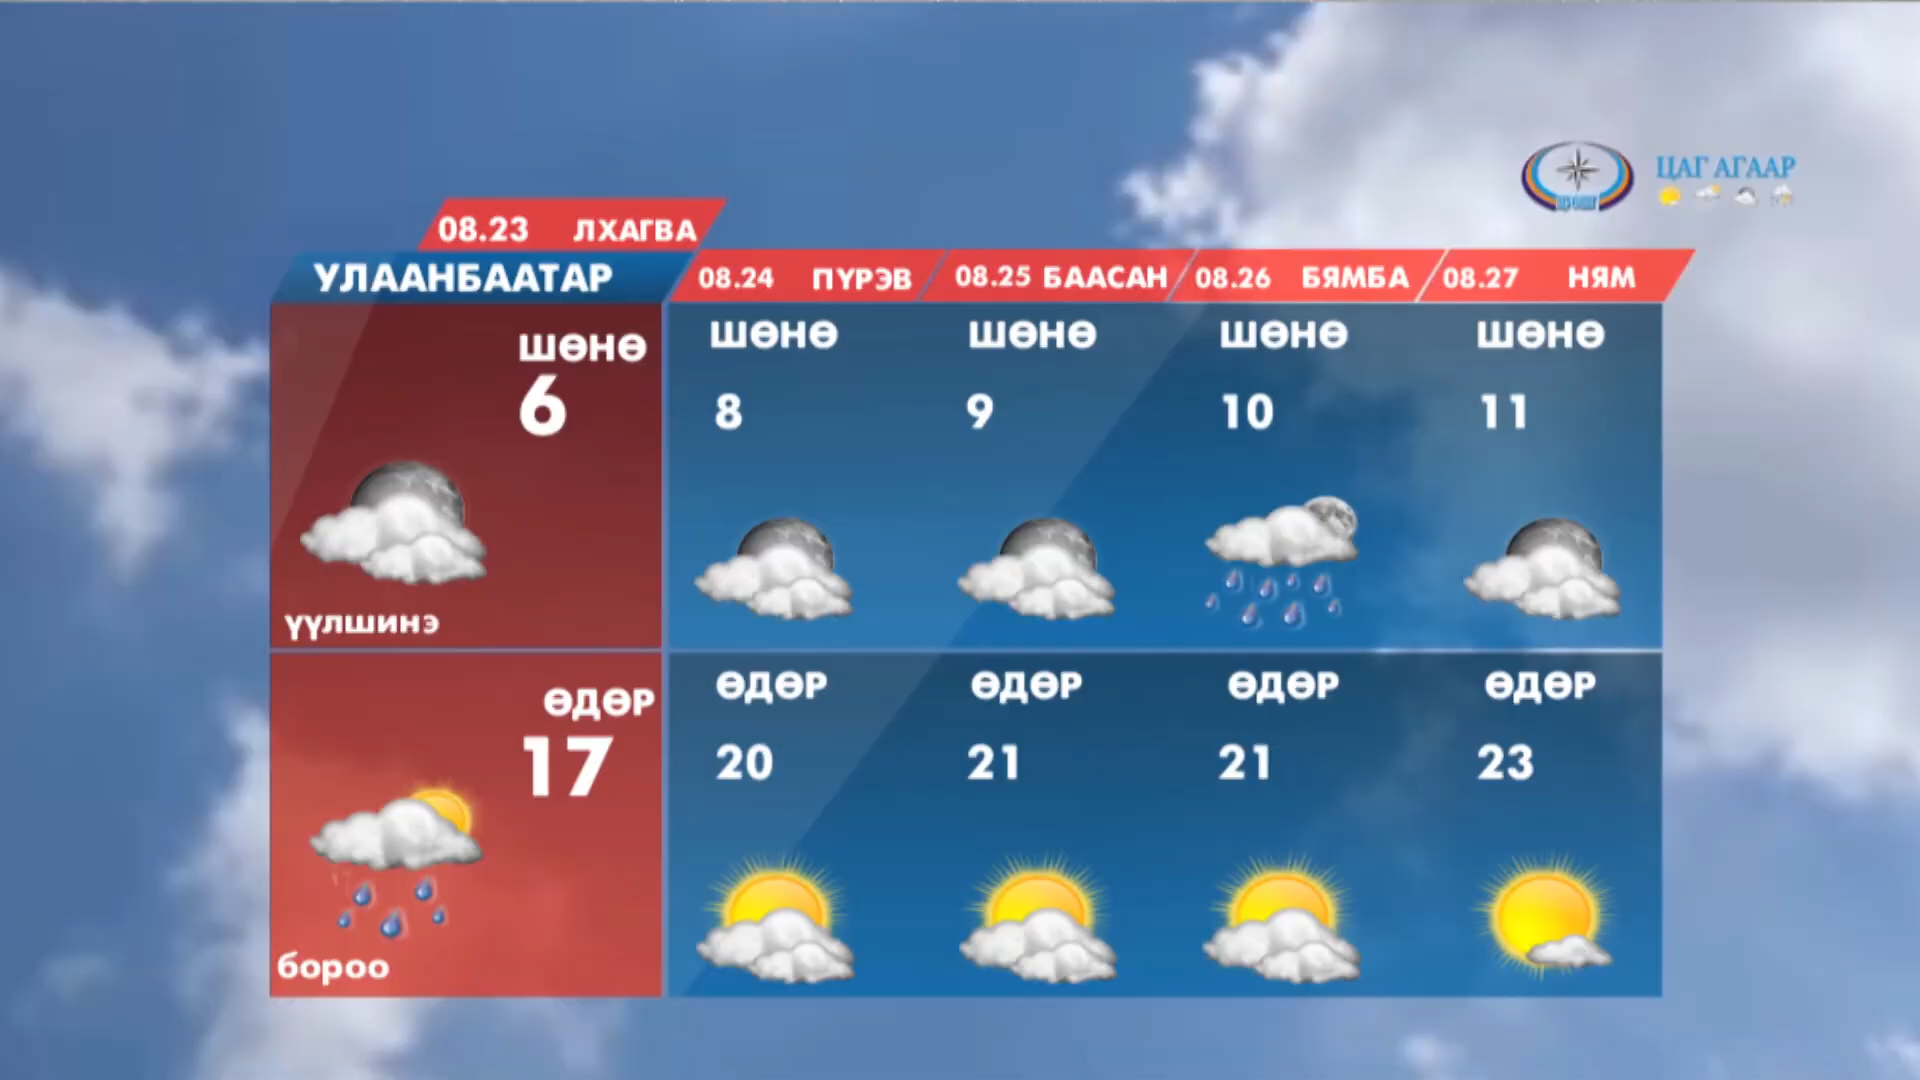 ЦАГ АГААР
08.23 ЛХАГВА
УЛААНБААТАР
08.24 ПҮРЭВ
08.25 БААСАН
08.26 БЯМБА
08.27 НЯМ
ШӨНӨ
6
үүлшинэ
ШӨНӨ
8
ШӨНӨ
9
ШӨНӨ
10
ШӨНӨ
11
ӨДӨР
17
бороо
ӨДӨР
20
ӨДӨР
21
ӨДӨР
21
ӨДӨР
23